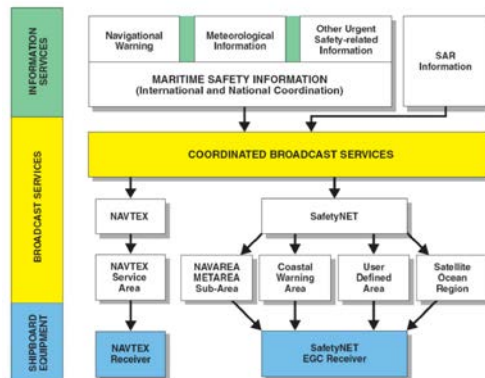 INFORMATION
SERVICES
Navigational
Warning
Meteorological
Information
Other Urgent
Safety-related
Information
SAR
Information
MARITIME SAFETY INFORMATION
(International and National Coordination)
BROADCAST SERVICES
COORDINATED BROADCAST SERVICES
NAVTEX
SafetyNET
NAVTEX
Service
Area
NAVAREA
METAREA
Sub-Area
Coastal
Warning
Area
User
Defined
Area
Satellite
Ocean
Region
SHIPBOARD
EQUIPMENT
NAVTEX
Receiver
SafetyNET
EGC Receiver